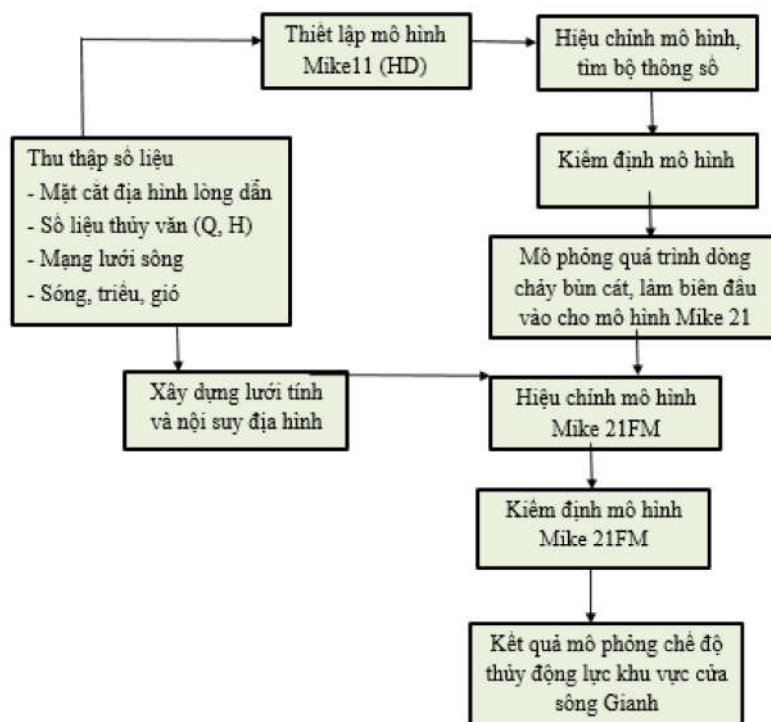 Thiết lập mô hình
Mike11 (HD)
Hiệu chỉnh mô hình,
tìm bộ thông số
Thu thập số liệu
- Mặt cắt địa hình lòng dẫn
- Số liệu thủy văn (Q, H)
- Mạng lưới sông
- Sóng, triều, gió
Kiểm định mô hình
Mô phỏng quá trình dòng
chảy bùn cát, làm biên đầu
vào cho mô hình Mike 21
Xây dựng lưới tính
và nội suy địa hình
Hiệu chỉnh mô hình
Mike 21FM
Kiểm định mô hình
Mike 21FM
Kết quả mô phỏng chế độ
thủy động lực khu vực cửa
sông Gianh